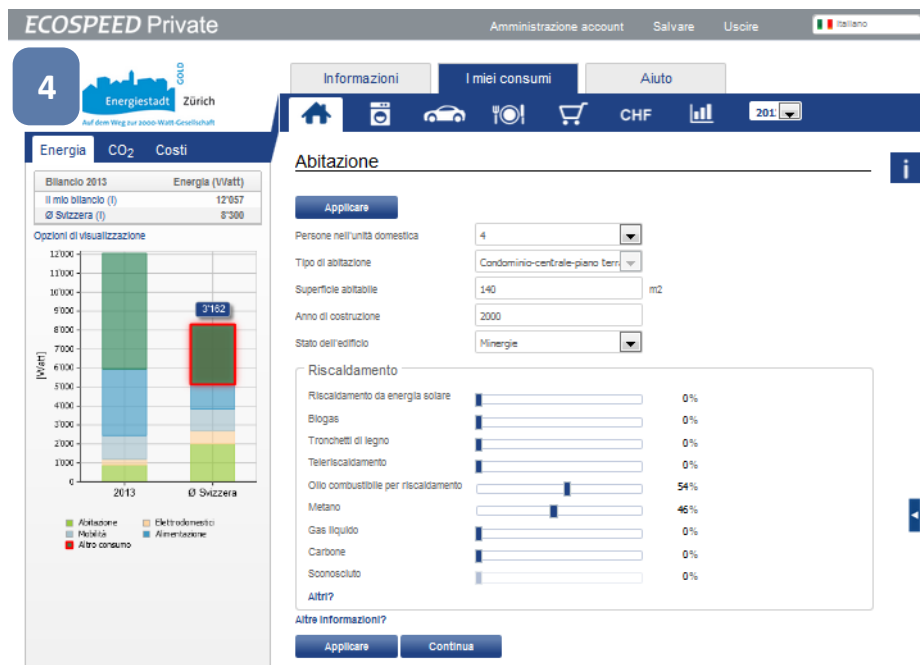 ECOSPEED Private
Amministrazione account Salvare Uscire Italiano
4
GOLD
Energiestadt Zürich
Auf dem Weg zur 2000-Watt-Gesellschaft
Informazioni I miei consumi Aiuto
CHF 201
Energia CO2 Costi
Abitazione
i
Bilancio 2013 Energia (Watt)
Il mio bilancio (I) 12'057
Ø Svizzera (I) 8'300
Opzioni di visualizzazione
Applicare
Persone nell'unità domestica 4
Tipo di abitazione Condominio-centrale-piano terr
Superficie abitabile 140 m2
Anno di costruzione 2000
Stato dell'edificio Minergie
[Watt]
12'000
11'000
10'000
9'000
8'000
7'000
6'000
5'000
4'000
3'000
2'000
1'000
0
3'162
2013 Ø Svizzera
Abitazione Elettrodomestici
Mobilità Alimentazione
Altro consumo
Riscaldamento
Riscaldamento da energia solare 0%
Biogas 0%
Tronchetti di legno 0%
Teleriscaldamento 0%
Olio combustibile per riscaldamento 54%
Metano 46%
Gas liquido 0%
Carbone 0%
Sconosciuto 0%
Altri?
Altre informazioni?
Applicare Continua